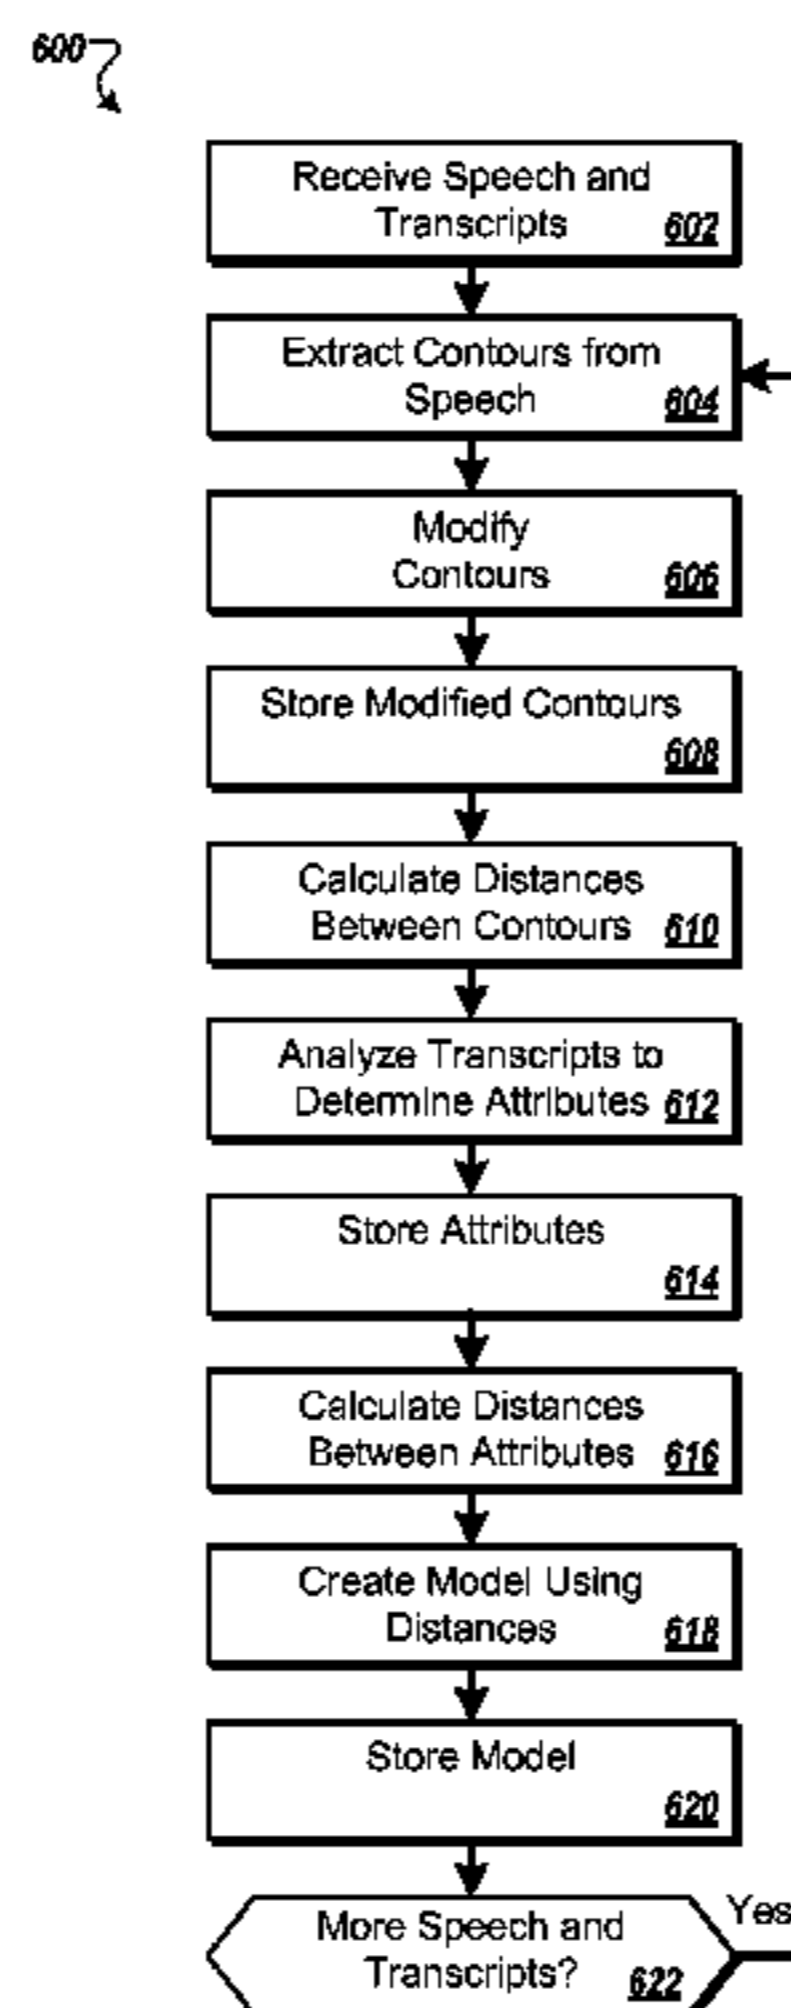 600
Receive Speech and
Transcripts 602
Extract Contours from
Speech 604
Modify
Contours 606
Store Modified Contours
608
Calculate Distances
Between Contours 610
Analyze Transcripts to
Determine Attributes 612
Store Attributes
614
Calculate Distances
Between Attributes 616
Create Model Using
Distances 618
Store Model
620
Yes
More Speech and
Transcripts? 622